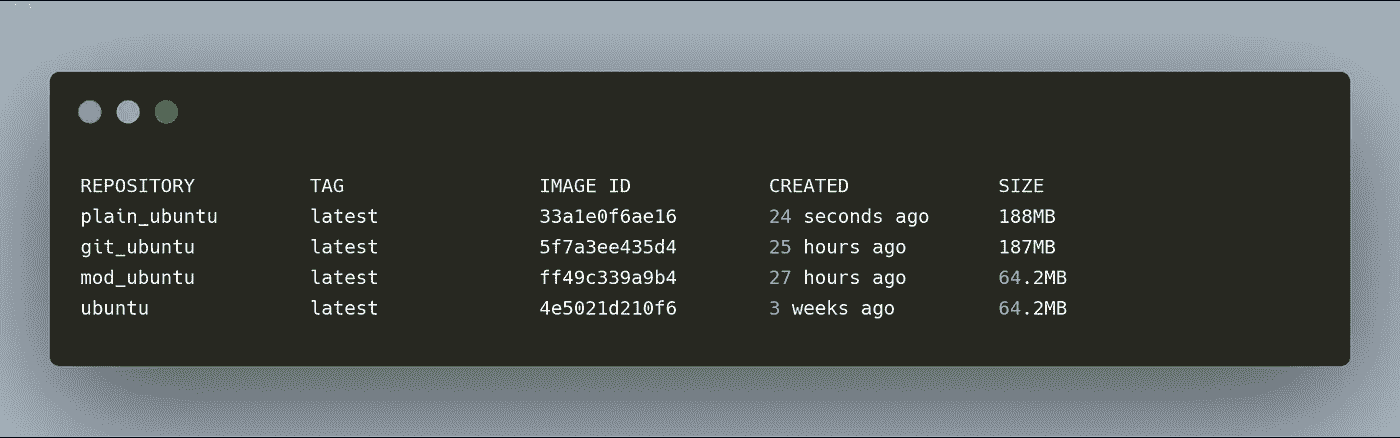 REPOSITORY TAG IMAGE ID CREATED SIZE
plain_ubuntu latest 33a1e0f6ae16 24 seconds ago 188MB
git_ubuntu latest 5f7a3ee435d4 25 hours ago 187MB
mod_ubuntu latest ff49c339a9b4 27 hours ago 64.2MB
ubuntu latest 4e5021d210f6 3 weeks ago 64.2MB